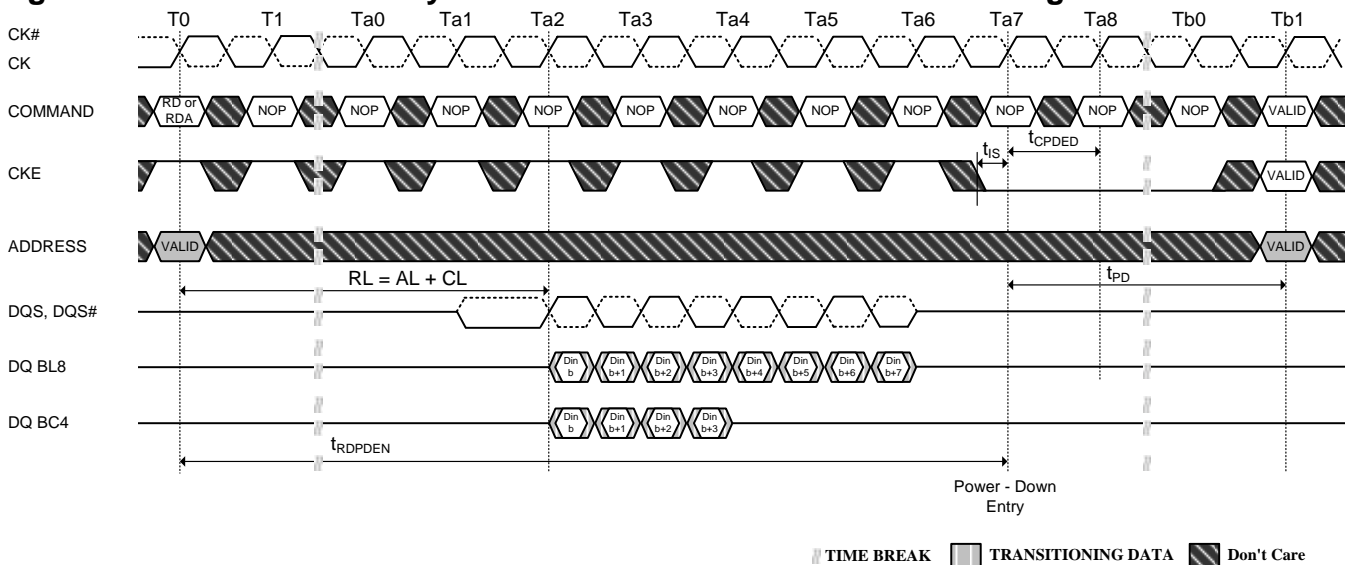 T0 T1 Ta0 Ta1 Ta2 Ta3 Ta4 Ta5 Ta6 Ta7 Ta8 Tb0 Tb1
CK#
CK
COMMAND
RD or
RDA
NOP NOP NOP NOP NOP NOP NOP NOP NOP NOP NOP VALID
tIS
tCPDED
CKE
VALID
ADDRESS
VALID
VALID
RL = AL + CL
tPD
DQS, DQS#
DQ BL8
Din b
Din b+1
Din b+2
Din b+3
Din b+4
Din b+5
Din b+6
Din b+7
DQ BC4
Din b
Din b+1
Din b+2
Din b+3
tRDPDEN
Power - Down
Entry
TIME BREAK
TRANSITIONING DATA
Don't Care